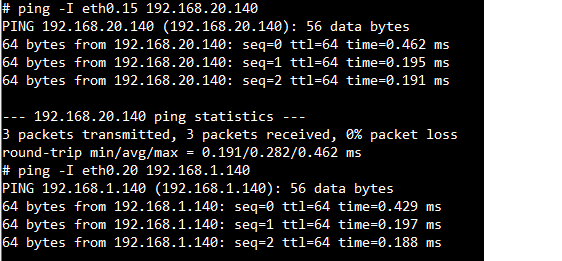 # ping -I eth0.15 192.168.20.140
PING 192.168.20.140 (192.168.20.140): 56 data bytes
64 bytes from 192.168.20.140: seq=0 ttl=64 time=0.462 ms
64 bytes from 192.168.20.140: seq=1 ttl=64 time=0.195 ms
64 bytes from 192.168.20.140: seq=2 ttl=64 time=0.191 ms

--- 192.168.20.140 ping statistics ---
3 packets transmitted, 3 packets received, 0% packet loss
round-trip min/avg/max = 0.191/0.282/0.462 ms
# ping -I eth0.20 192.168.1.140
PING 192.168.1.140 (192.168.1.140): 56 data bytes
64 bytes from 192.168.1.140: seq=0 ttl=64 time=0.429 ms
64 bytes from 192.168.1.140: seq=1 ttl=64 time=0.197 ms
64 bytes from 192.168.1.140: seq=2 ttl=64 time=0.188 ms